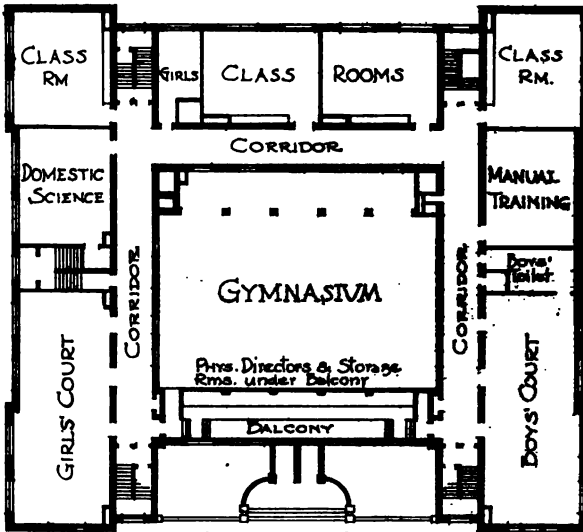 CLASS
RM
GIRLS
CLASS
ROOMS
CLASS
RM.
CORRIDOR
DOMESTIC
SCIENCE
MANUAL
TRAINING
CORRIDOR
GYMNASIUM
CORRIDOR
BOYS'
Toilet
PHYS. DIRECTORS & STORAGE
RMS. UNDER BALCONY
GIRLS' COURT
BOYS' COURT
BALCONY